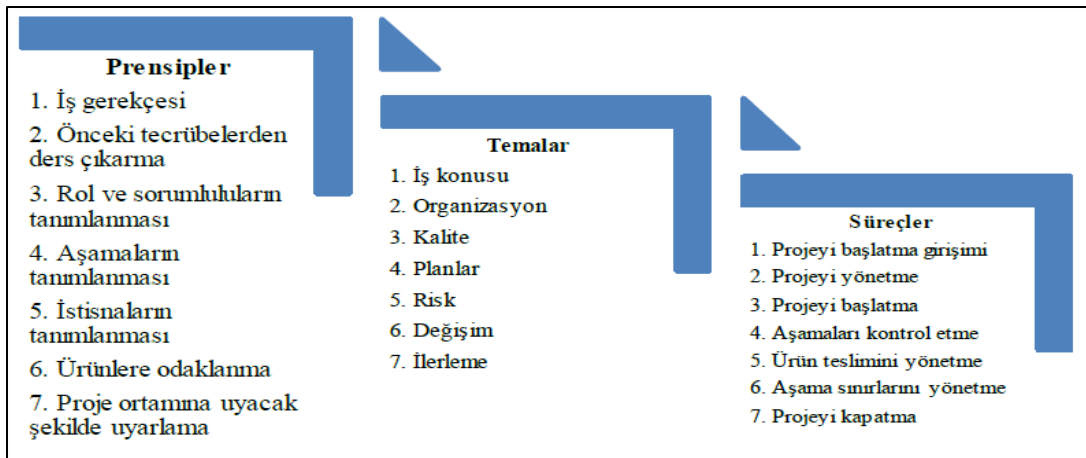 Prensipler
1. İş gerekçesi
2. Önceki tecrübelerden
ders çıkarma
3. Rol ve sorumluluların
tanımlanması
4. Aşamaların
tanımlanması
5. İstisnaların
tanımlanması
6. Ürünlere odaklanma
7. Proje ortamına uyacak
şekilde uyarlama
Temalar
1. İş konusu
2. Organizasyon
3. Kalite
4. Planlar
5. Risk
6. Değişim
7. İlerleme
Süreçler
1. Projeyi başlatma girişimi
2. Projeyi yönetme
3. Projeyi başlatma
4. Aşamaları kontrol etme
5. Ürün teslimini yönetme
6. Aşama sınırlarını yönetme
7. Projeyi kapatma